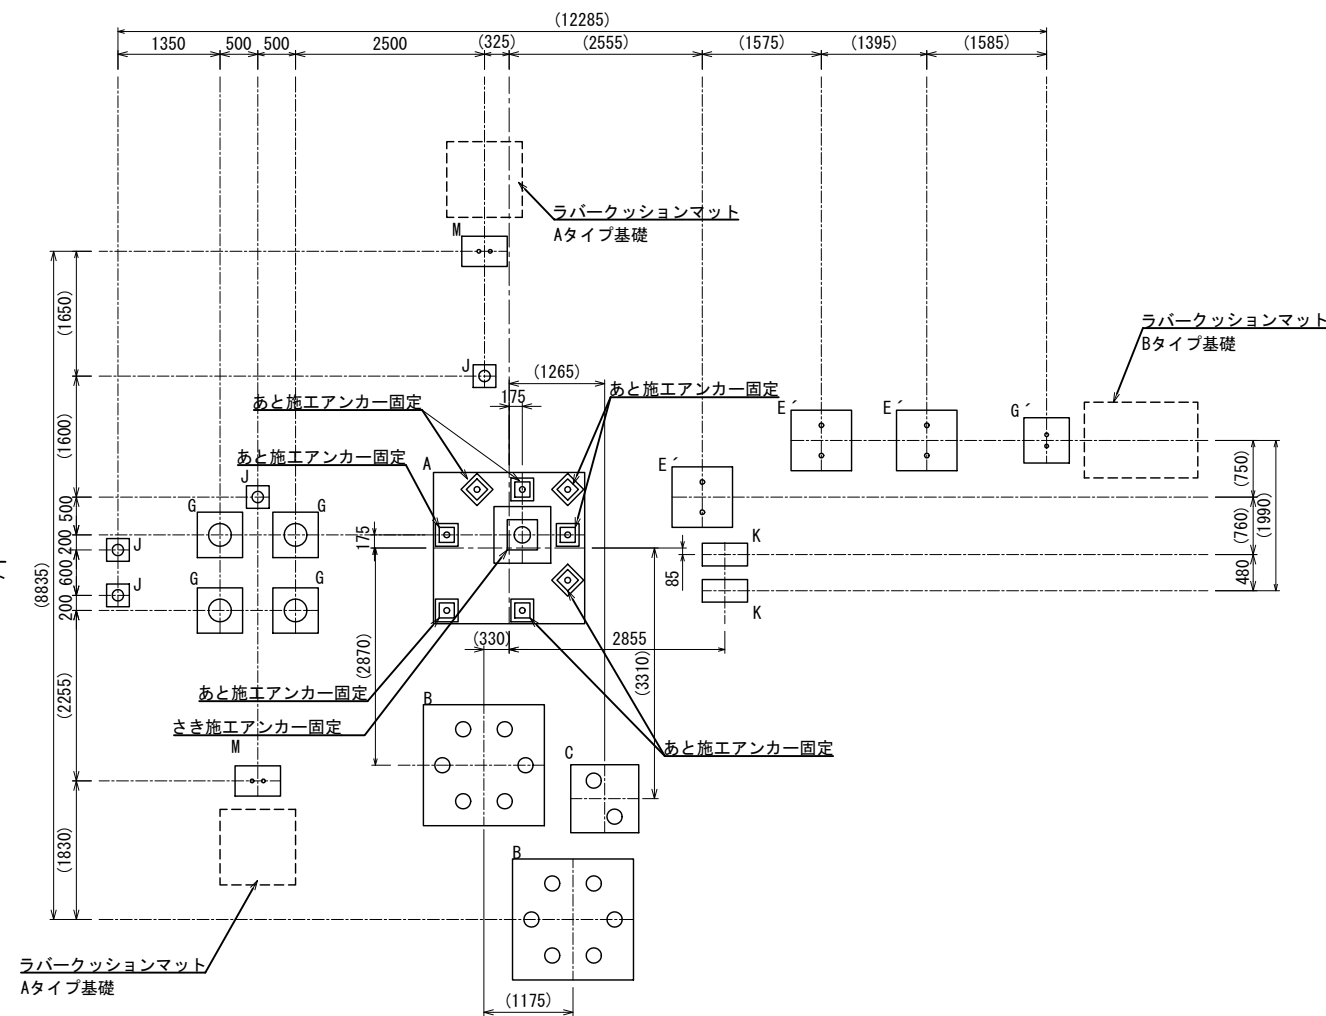 (12285)
1350
500
500
2500
(325)
(2555)
(1575)
(1395)
(1585)
ラバークッションマット
Aタイプ基礎
M
(1650)
ラバークッションマット
Bタイプ基礎
J
(1265)
175
あと施工アンカー固定
あと施工アンカー固定
E´
E´
G´
(1600)
あと施工アンカー固定
A
E´
J
(750)
500
G
G
175
(760)
(1990)
200
J
K
600
(8835)
85
480
G
G
J
200
K
(330)
2855
(2870)
(3310)
(2255)
あと施工アンカー固定
B
さき施工アンカー固定
M
C
あと施工アンカー固定
(1830)
B
ラバークッションマット
Aタイプ基礎
(1175)